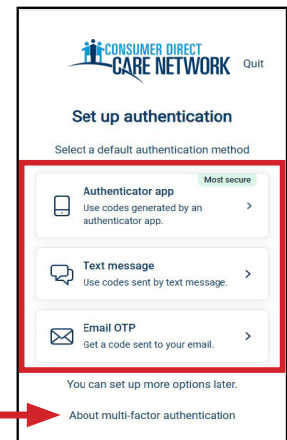 CONSUMER DIRECT
CARE NETWORK
Quit
Set up authentication
Select a default authentication method
Most secure
Authenticator app
Use codes generated by an
authenticator app.
Text message
Use codes sent by text message.
Email OTP
Get a code sent to your email.
You can set up more options later.
About multi-factor authentication